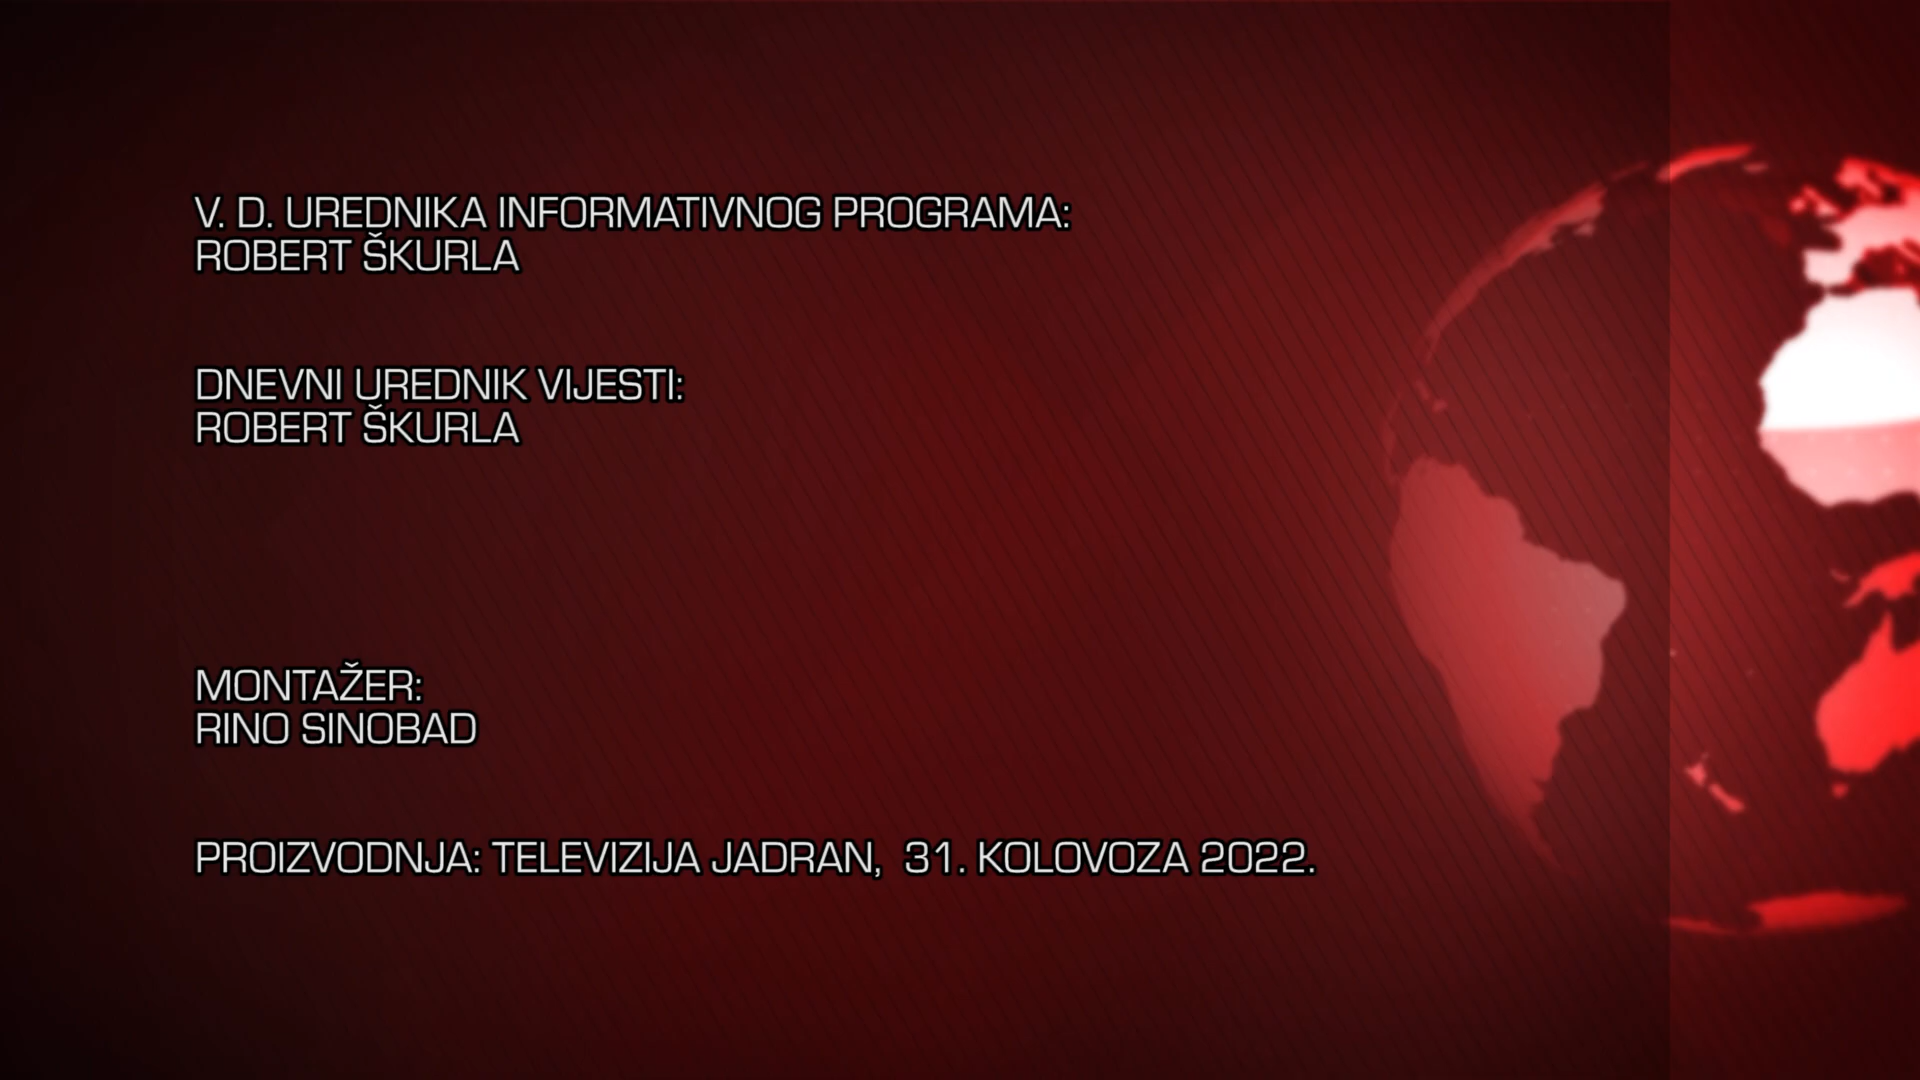 V. D. UREDNIKA INFORMATIVNOG PROGRAMA:
ROBERT ŠKURLA
DNEVNI UREDNIK VIJESTI:
ROBERT ŠKURLA
MONTAŽER:
RINO SINOBAD
PROIZVODNJA: TELEVIZIJA JADRAN,  31. KOLOVOZA 2022.